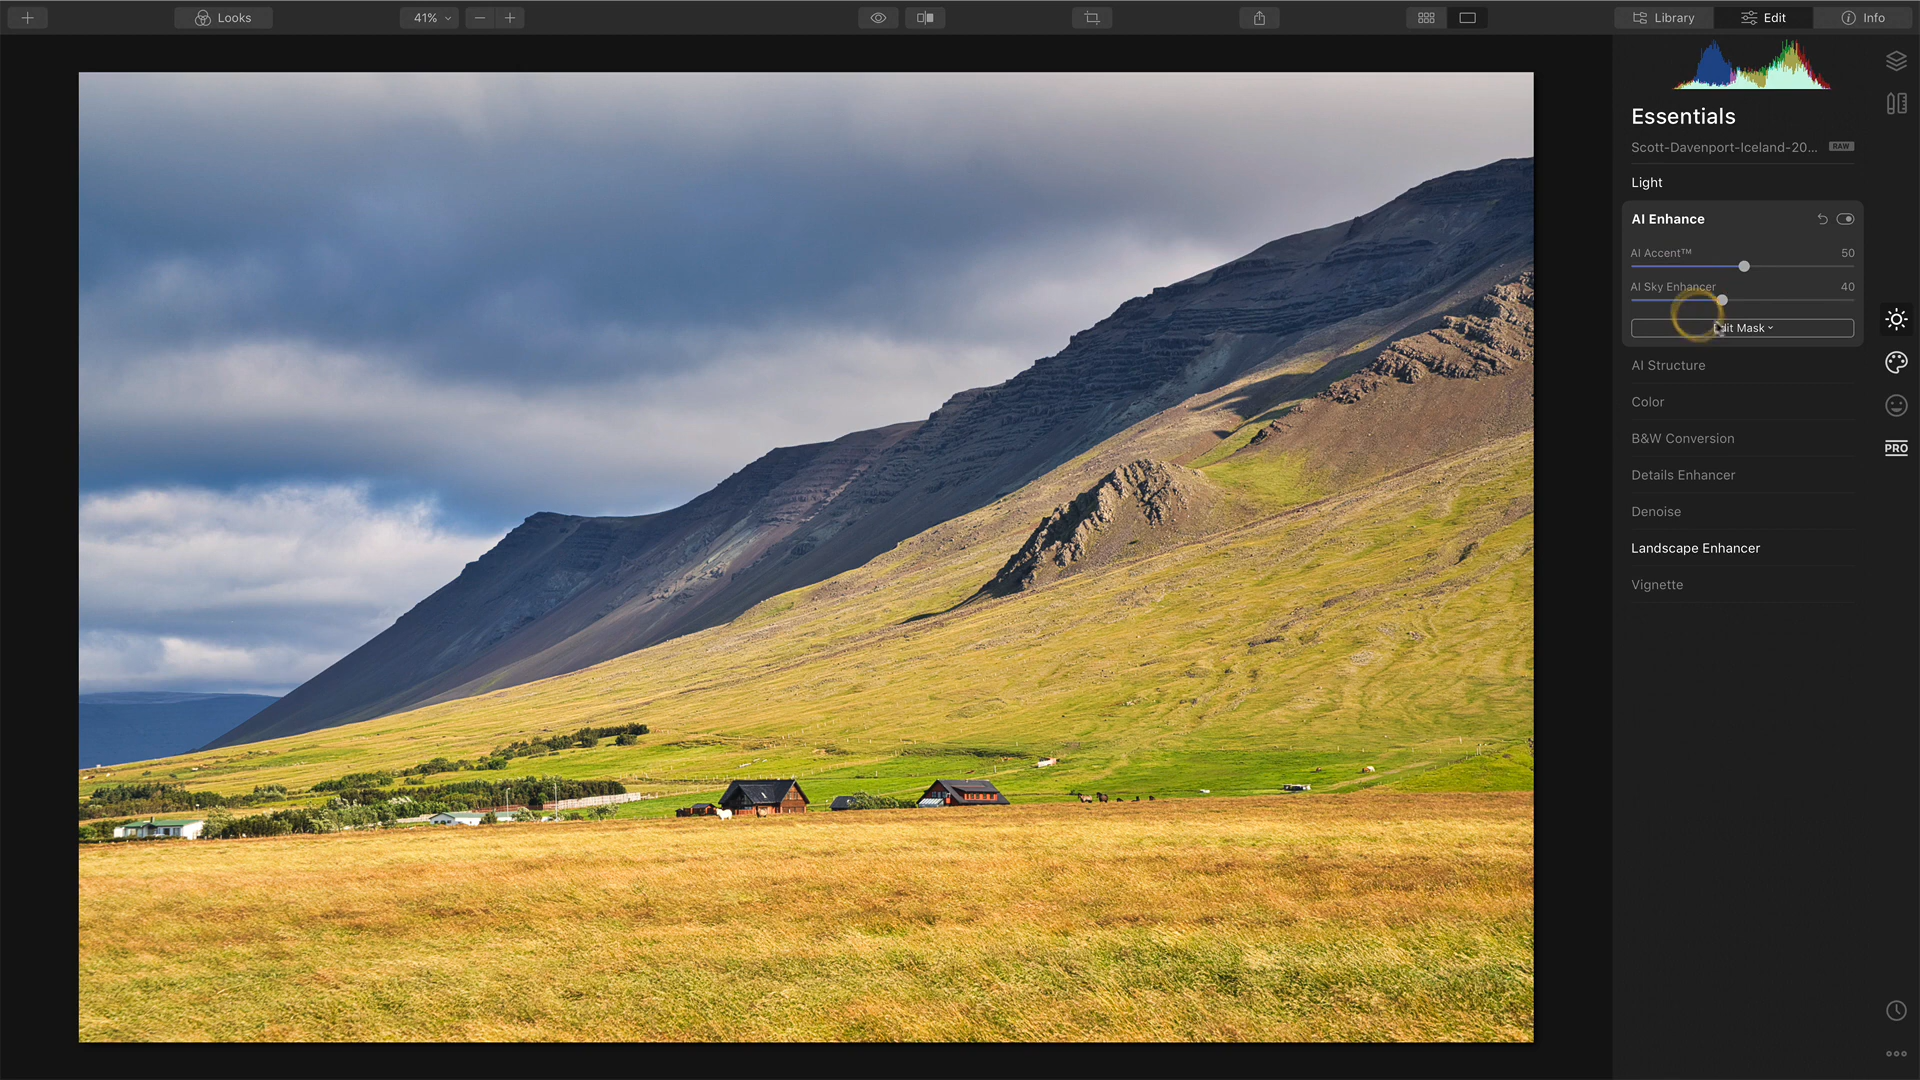 Looks
41%
Library
Edit
Info
Essentials
Scott-Davenport-Iceland-20...
RAW
Light
AI Enhance
AI Accent™
50
AI Sky Enhancer
40
Edit Mask
AI Structure
Color
B&W Conversion
Details Enhancer
Denoise
Landscape Enhancer
Vignette
PRO